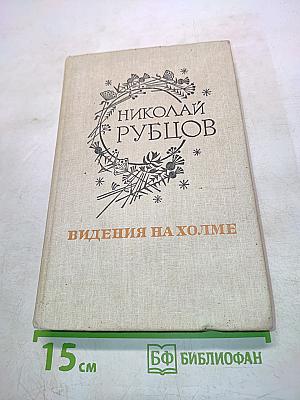 НИКОЛАЙ
РУБЦОВ
ВИДЕНИЯ НА ХОЛМЕ
15 см
БФ БИБЛИОФАН